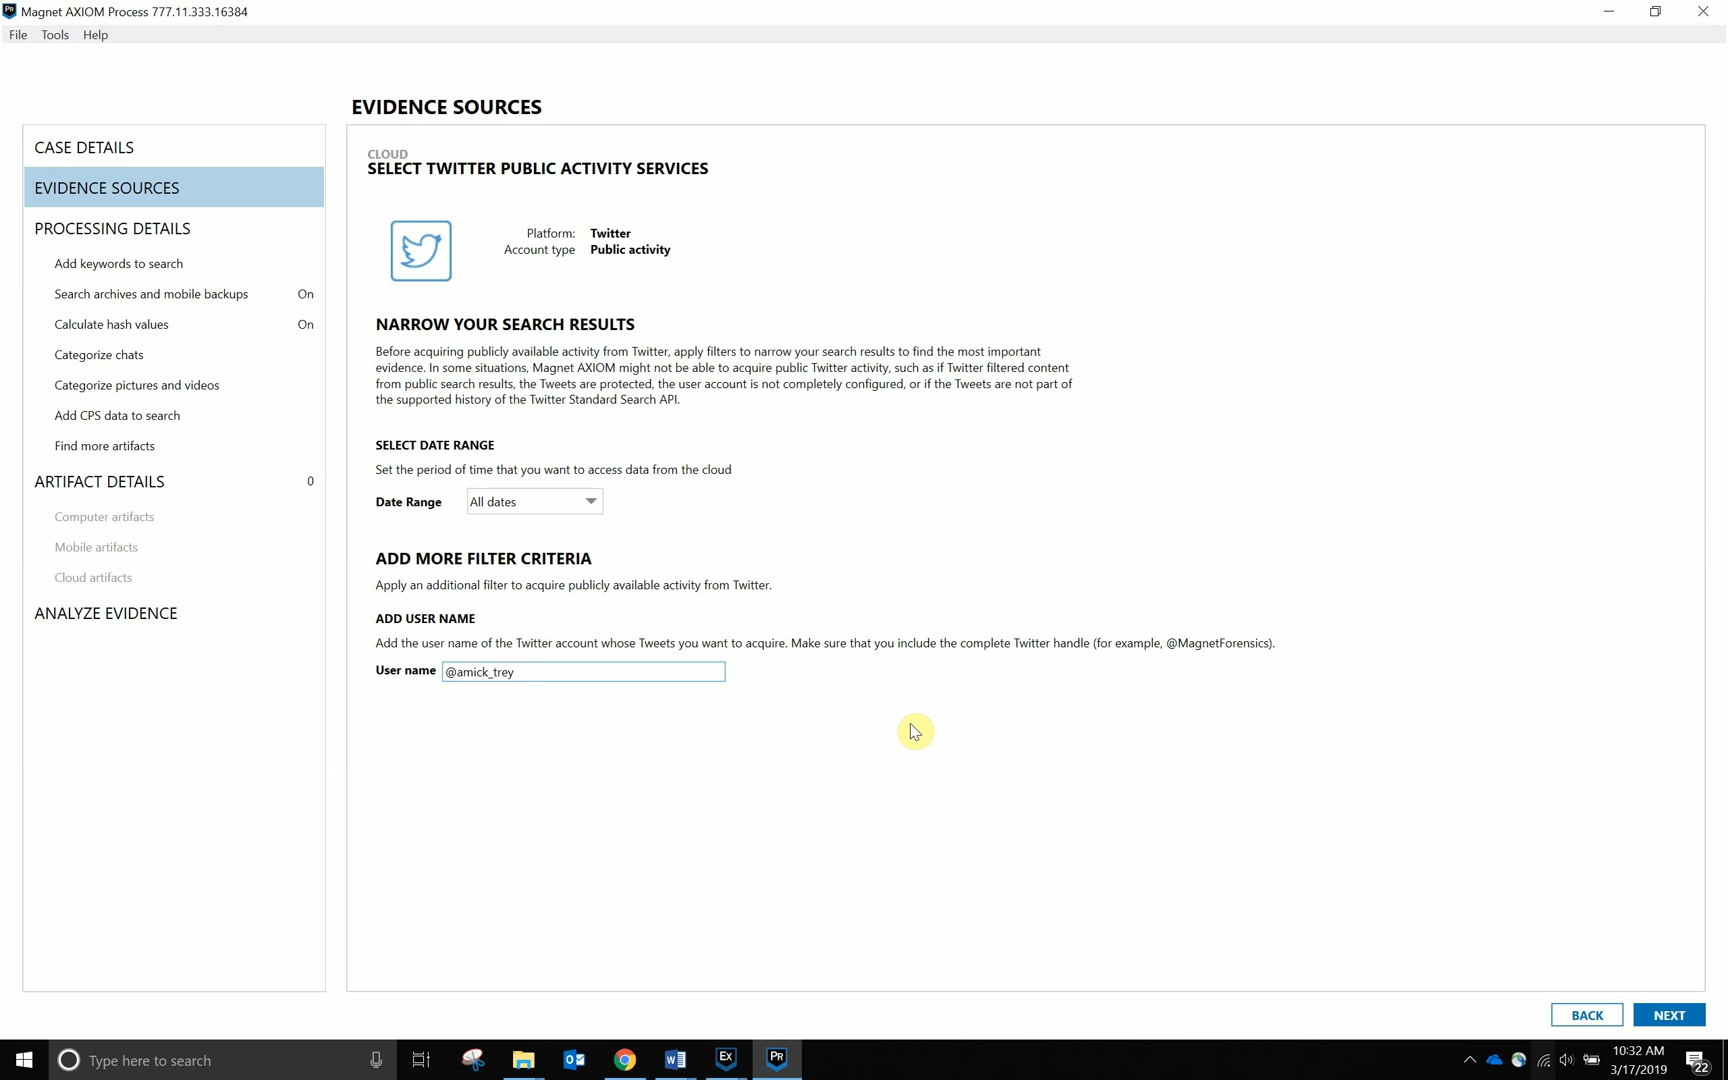 Magnet AXIOM Process 777.11.333.16384
File Tools Help
EVIDENCE SOURCES
CASE DETAILS
EVIDENCE SOURCES
PROCESSING DETAILS
Add keywords to search
Search archives and mobile backups On
Calculate hash values On
Categorize chats
Categorize pictures and videos
Add CPS data to search
Find more artifacts
ARTIFACT DETAILS 0
Computer artifacts
Mobile artifacts
Cloud artifacts
ANALYZE EVIDENCE
CLOUD
SELECT TWITTER PUBLIC ACTIVITY SERVICES
Platform: Twitter
Account type Public activity
NARROW YOUR SEARCH RESULTS
Before acquiring publicly available activity from Twitter, apply filters to narrow your search results to find the most important
evidence. In some situations, Magnet AXIOM might not be able to acquire public Twitter activity, such as if Twitter filtered content
from public search results, the Tweets are protected, the user account is not completely configured, or if the Tweets are not part of
the supported history of the Twitter Standard Search API.
SELECT DATE RANGE
Set the period of time that you want to access data from the cloud
Date Range All dates
ADD MORE FILTER CRITERIA
Apply an additional filter to acquire publicly available activity from Twitter.
ADD USER NAME
Add the user name of the Twitter account whose Tweets you want to acquire. Make sure that you include the complete Twitter handle (for example, @MagnetForensics).
User name @amick_trey
BACK NEXT
Type here to search
EX
PR
10:32 AM
3/17/2019
22